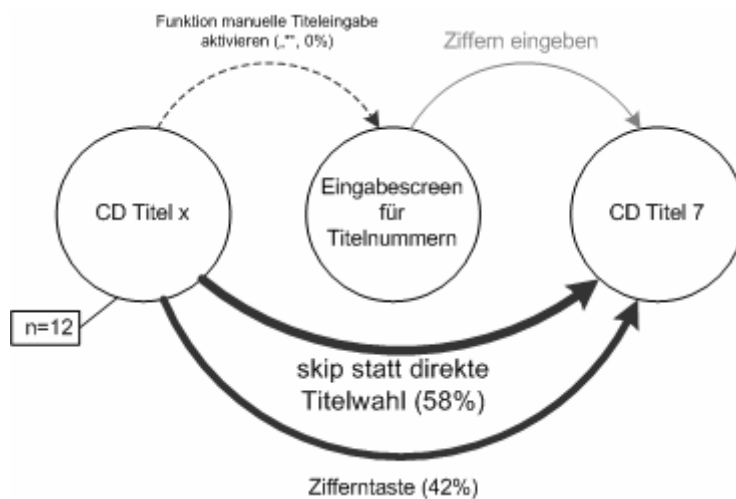 Funktion manuelle Titeleingabe
aktivieren („*“, 0%)
Ziffern eingeben
CD Titel x
Eingabescreen
für
Titelnummern
CD Titel 7
n=12
skip statt direkte
Titelwahl (58%)
Zifferntaste (42%)